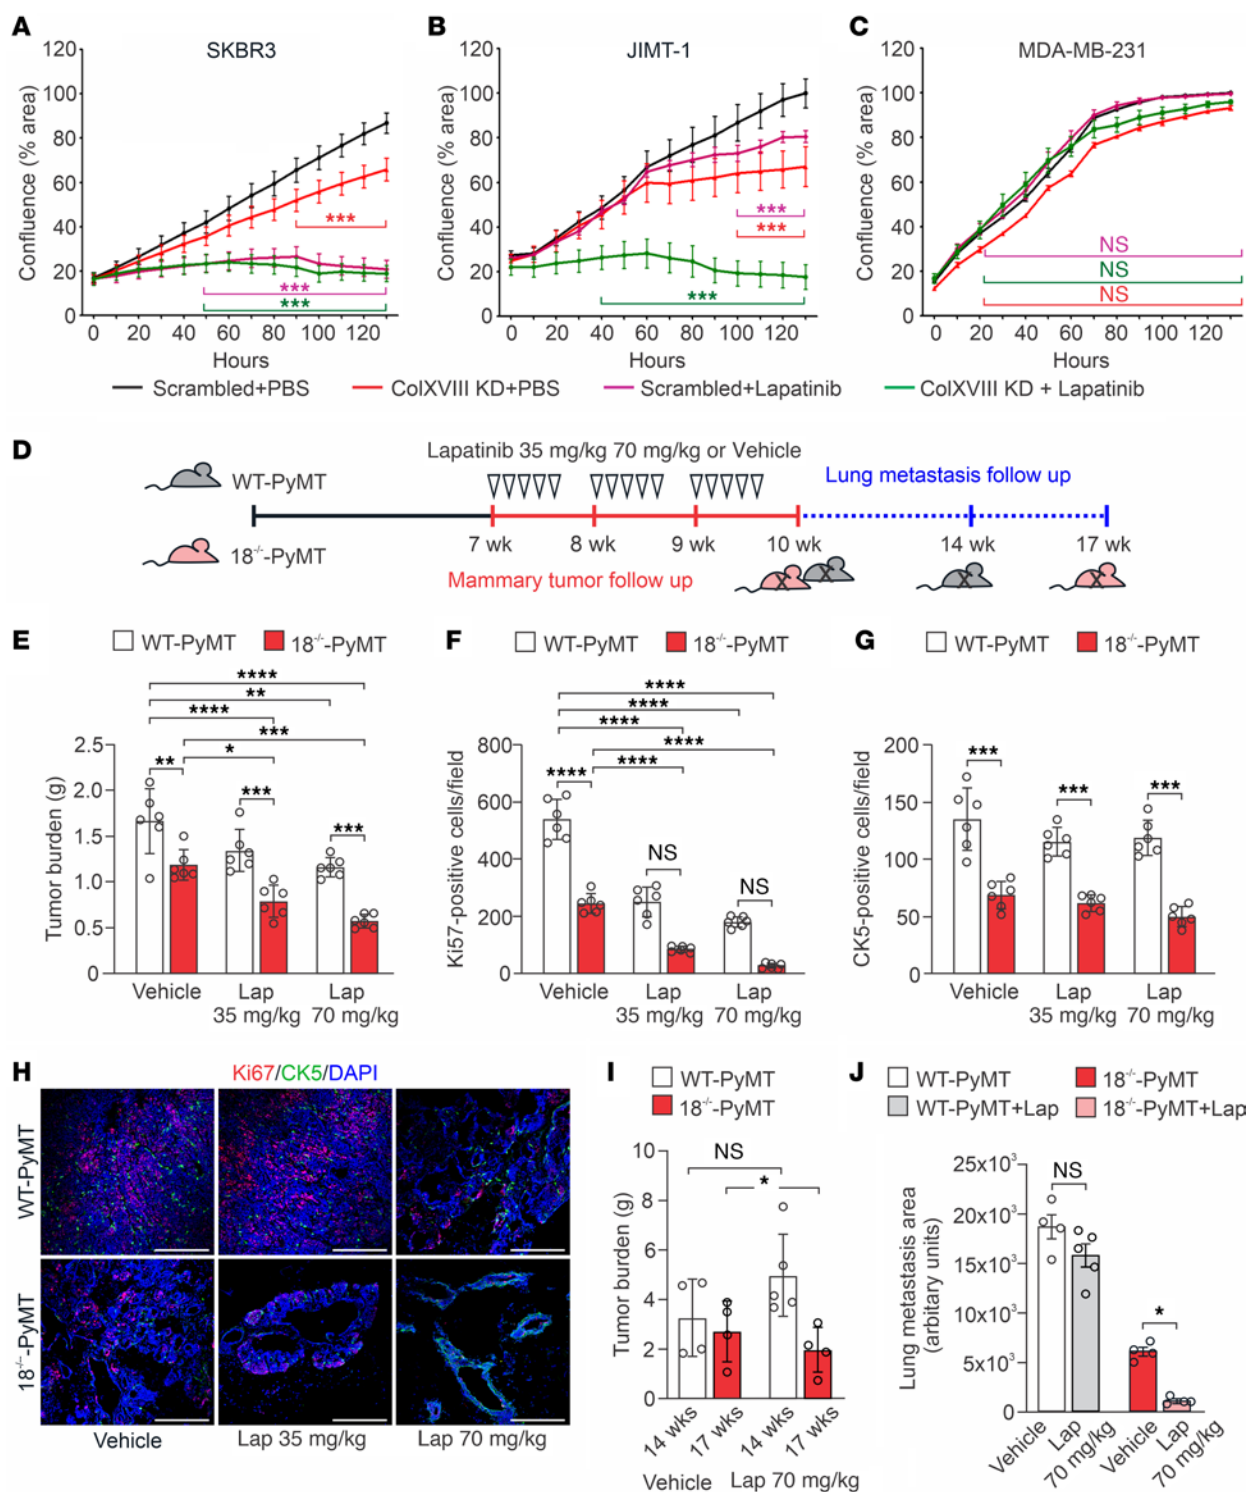 A
SKBR3
Confluence (% area)
120
100
80
60
40
20
0
***
***
***
0 20 40 60 80 100 120
Hours
B
JIMT-1
Confluence (% area)
120
100
80
60
40
20
0
***
***
***
0 20 40 60 80 100 120
Hours
C
MDA-MB-231
Confluence (% area)
120
100
80
60
40
20
0
NS
NS
NS
0 20 40 60 80 100 120
Hours
Scrambled+PBS ColXVIII KD+PBS Scrambled+Lapatinib ColXVIII KD + Lapatinib
D
Lapatinib 35 mg/kg 70 mg/kg or Vehicle
WT-PyMT
Lung metastasis follow up
18-/--PyMT
7 wk 8 wk 9 wk 10 wk 14 wk 17 wk
Mammary tumor follow up
E
WT-PyMT 18-/--PyMT
****
**
****
***
*
** *** ***
Tumor burden (g)
2.5
2.0
1.5
1.0
0.5
0
Vehicle Lap Lap
35 mg/kg 70 mg/kg
F
WT-PyMT 18-/--PyMT
****
****
****
****
****
**** NS NS
Ki57-positive cells/field
800
600
400
200
0
Vehicle Lap Lap
35 mg/kg 70 mg/kg
G
WT-PyMT 18-/--PyMT
*** *** ***
CK5-positive cells/field
200
150
100
50
0
Vehicle Lap Lap
35 mg/kg 70 mg/kg
H
Ki67/CK5/DAPI
WT-PyMT
18-/--PyMT
Vehicle Lap 35 mg/kg Lap 70 mg/kg
I
WT-PyMT
18-/--PyMT
NS
*
Tumor burden (g)
10
8
6
4
2
0
14 wks 17 wks 14 wks 17 wks
Vehicle Lap 70 mg/kg
J
WT-PyMT 18-/--PyMT
WT-PyMT+Lap 18-/--PyMT+Lap
NS
*
Lung metastasis area
(arbitary units)
25x10³
20x10³
15x10³
10x10³
5x10³
0
Vehicle Lap 70 mg/kg Vehicle Lap 70 mg/kg